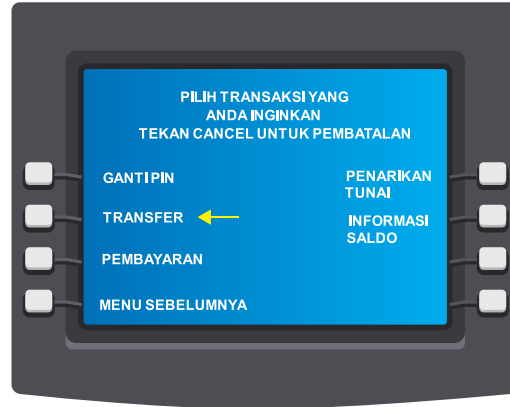 PILIH TRANSAKSI YANG
ANDA INGINKAN
TEKAN CANCEL UNTUK PEMBATALAN
GANTI PIN
PENARIKAN
TUNAI
TRANSFER
INFORMASI
SALDO
PEMBAYARAN
MENU SEBELUMNYA